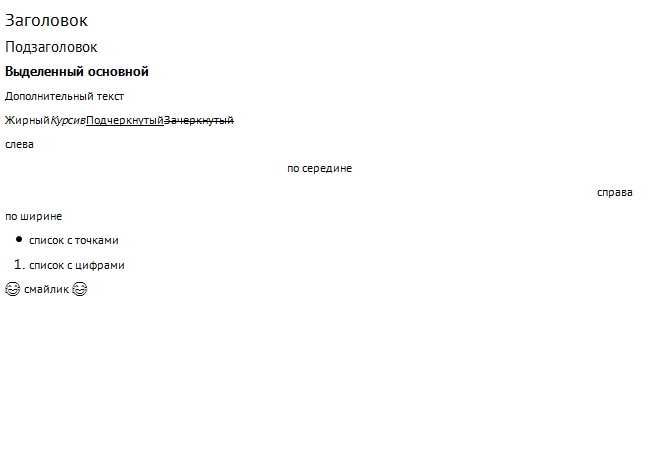 Заголовок
Подзаголовок
Выделенный основной
Дополнительный текст
ЖирныйКурсивПодчеркнутыйЗачеркнутый
слева
по середине
справа
по ширине
• список с точками
1. список с цифрами
😂 смайлик 😂